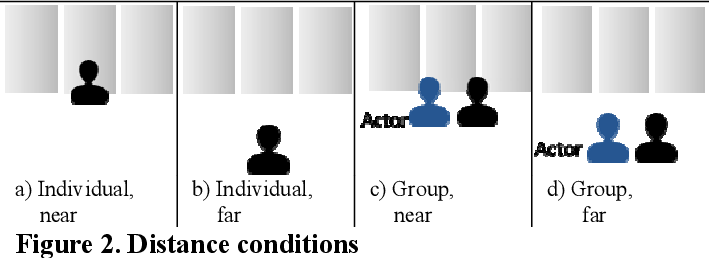 Actor
Actor
a) Individual,
near
b) Individual,
far
c) Group,
near
d) Group,
far
Figure 2. Distance conditions